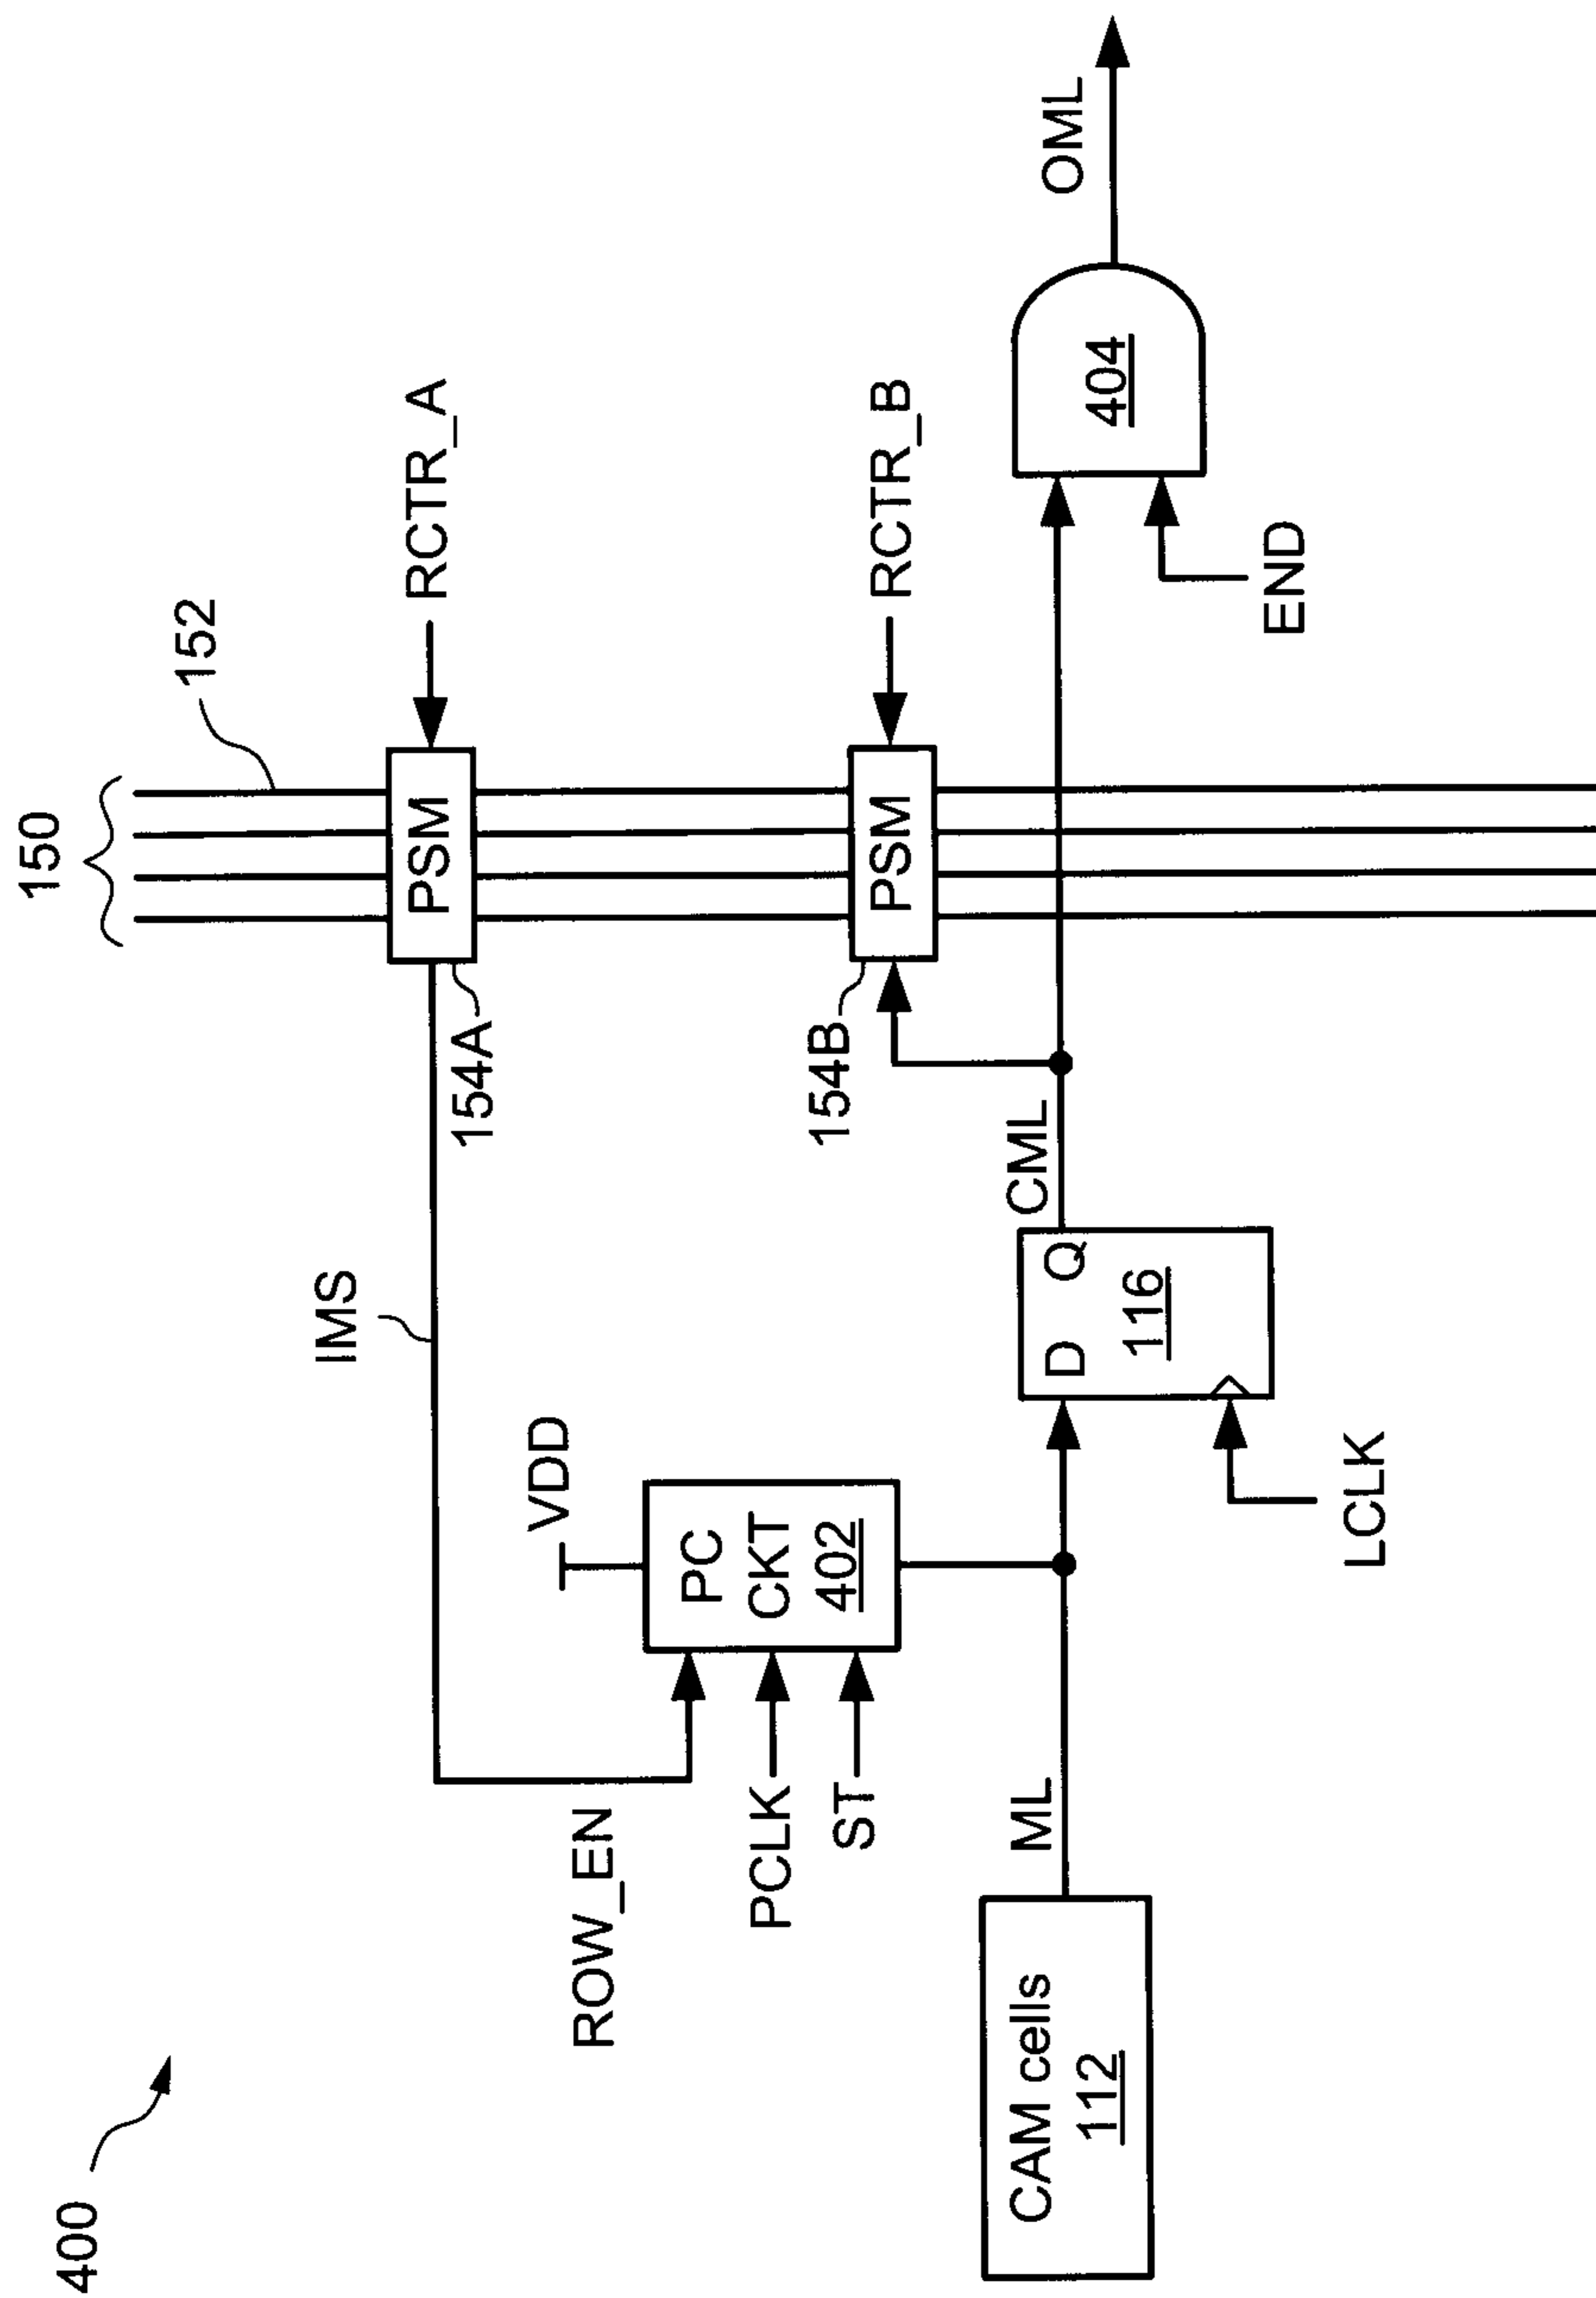 400
150
152
IMS
154A
PSM
RCTR_A
VDD
ROW_EN
PCLK
ST
PC
CKT
402
154B
PSM
RCTR_B
CAM cells
112
ML
D Q
116
LCLK
CML
404
END
OML